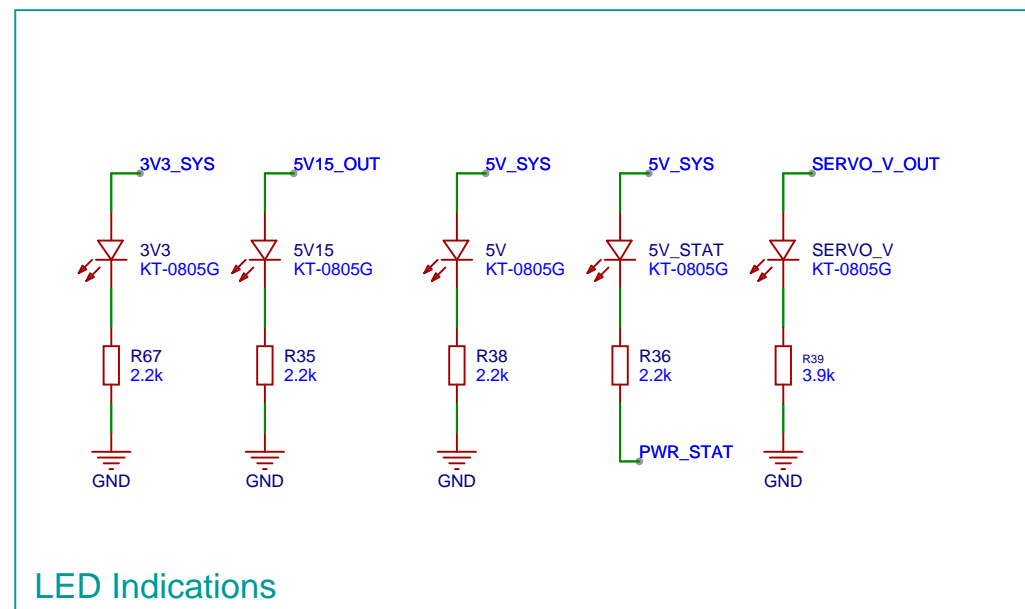 3V3_SYS
5V15_OUT
5V_SYS
5V_SYS
SERVO_V_OUT
3V3
KT-0805G
5V15
KT-0805G
5V
KT-0805G
5V_STAT
KT-0805G
SERVO_V
KT-0805G
R67
2.2k
R35
2.2k
R38
2.2k
R36
2.2k
R39
3.9k
PWR_STAT
GND
GND
GND
GND
LED Indications